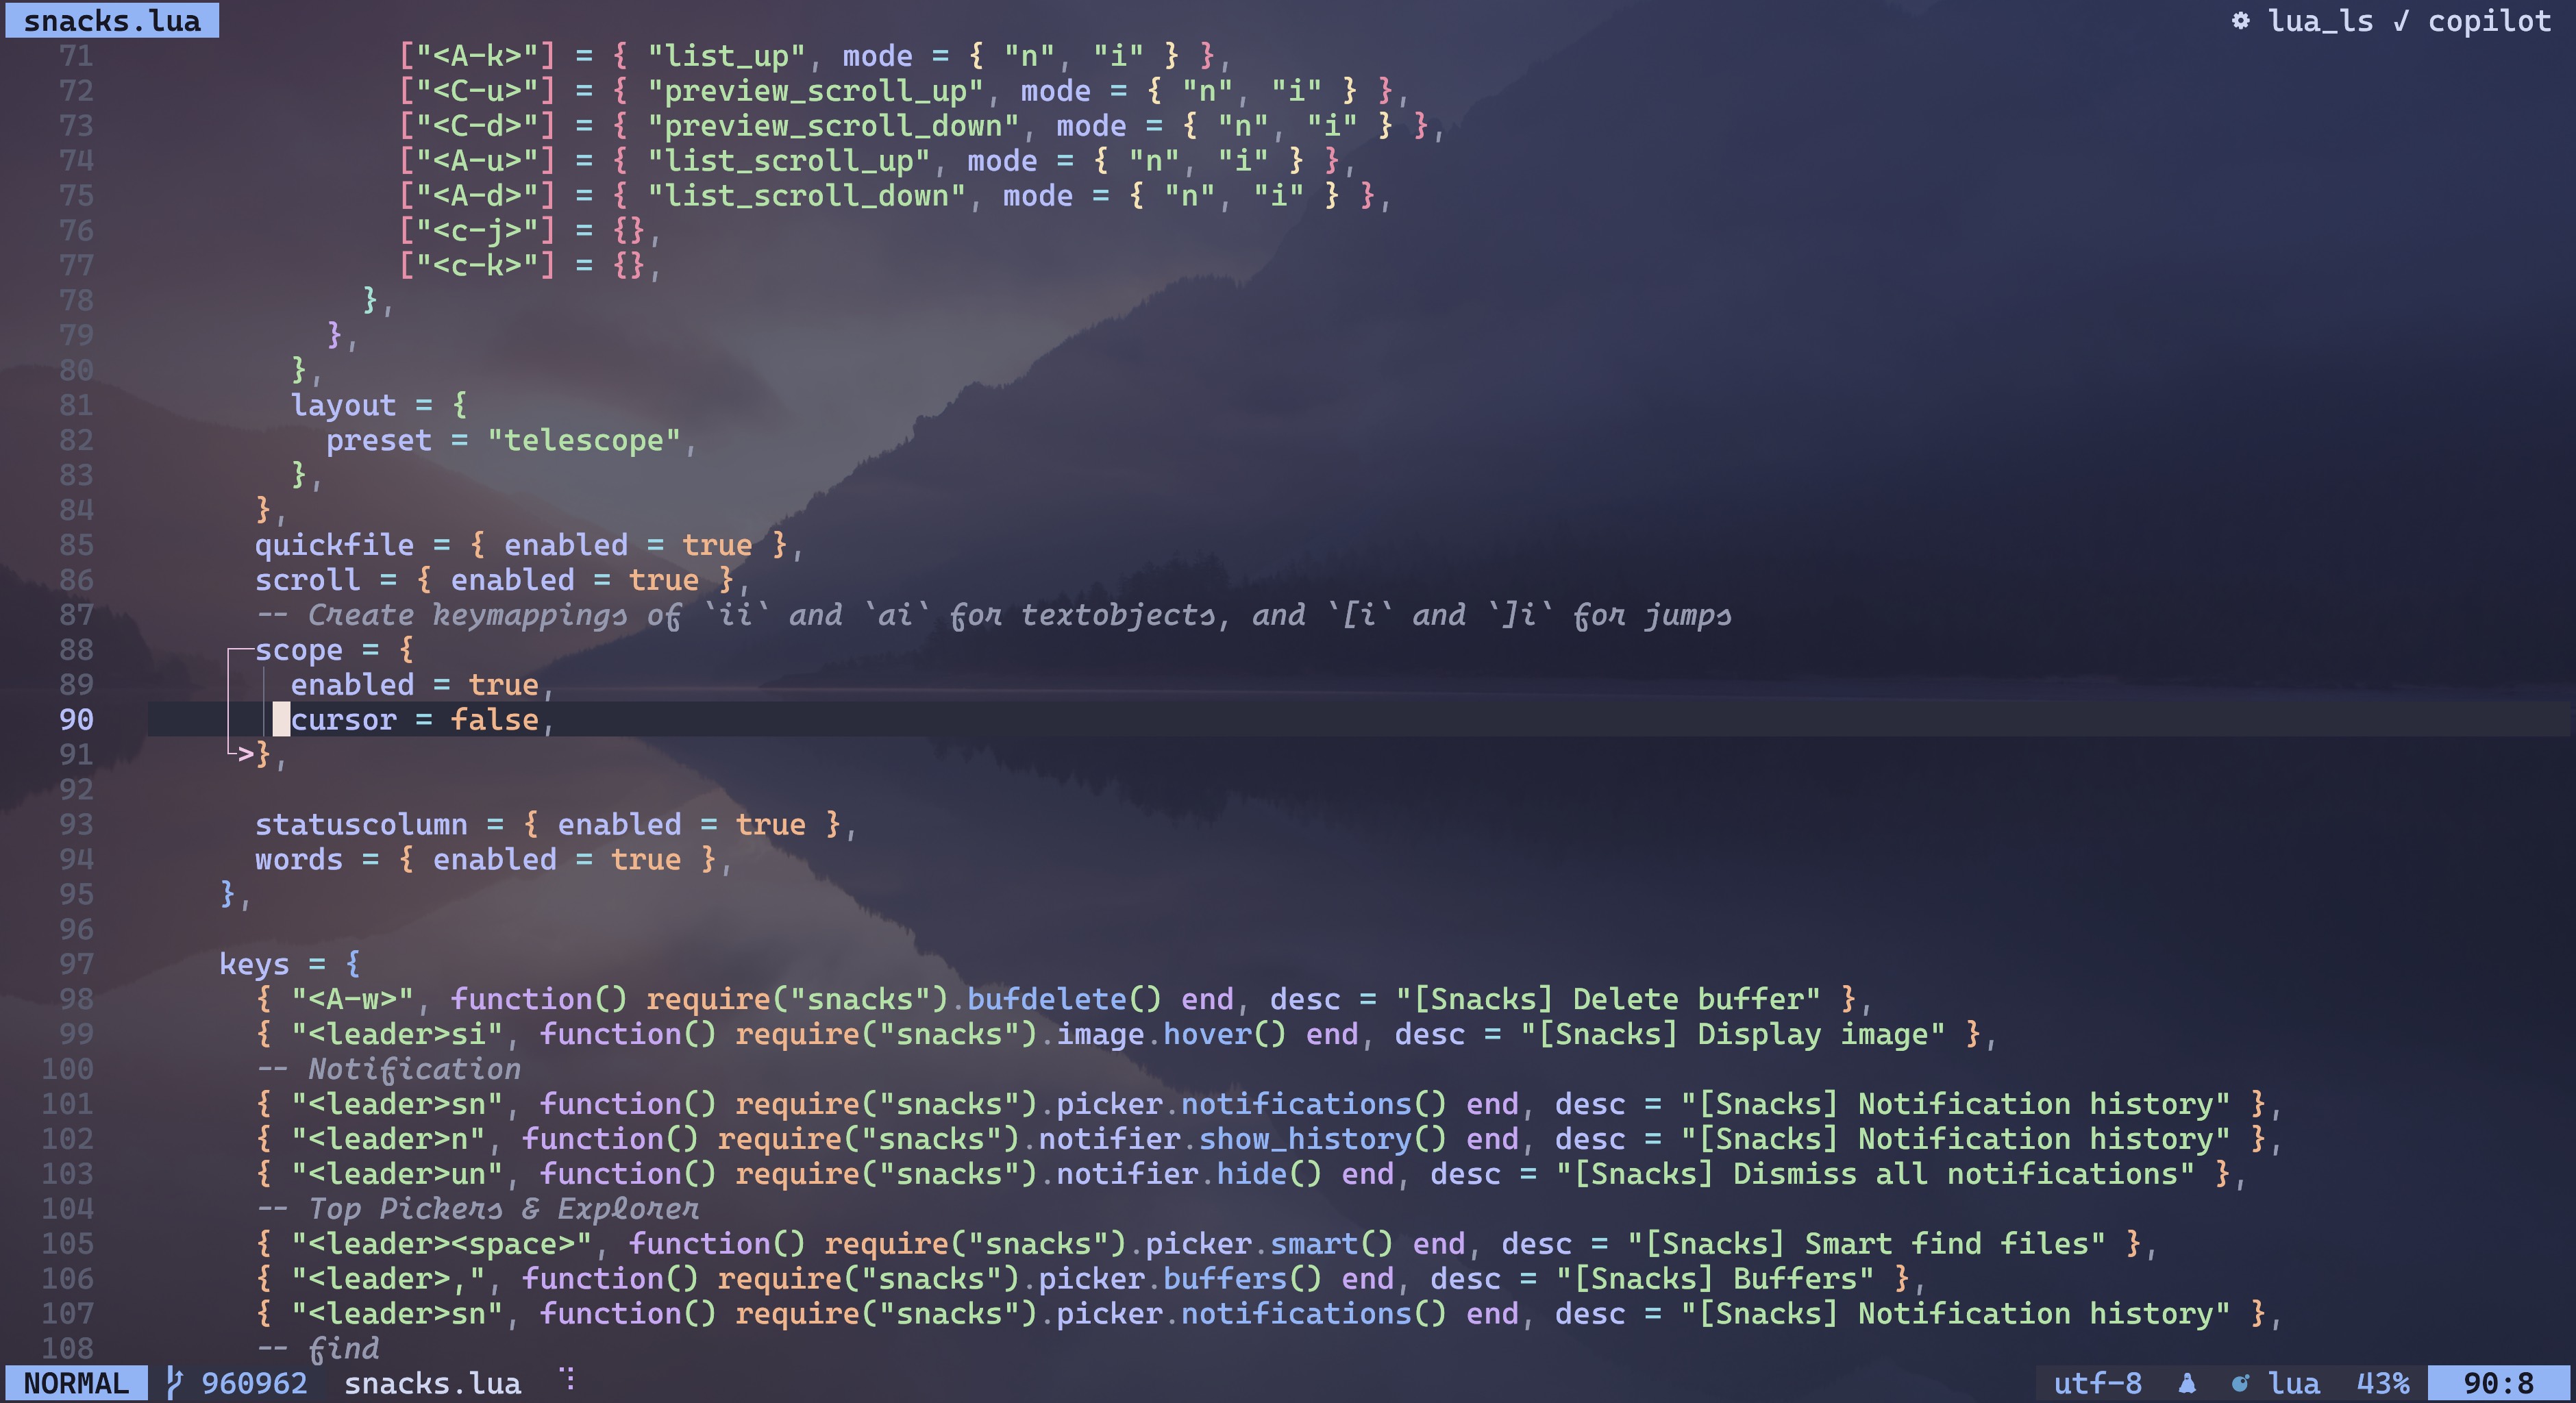 snacks.lua lua_ls ✓ copilot
71 ["<A-k>"] = { "list_up", mode = { "n", "i" } },
72 ["<C-u>"] = { "preview_scroll_up", mode = { "n", "i" } },
73 ["<C-d>"] = { "preview_scroll_down", mode = { "n", "i" } },
74 ["<A-u>"] = { "list_scroll_up", mode = { "n", "i" } },
75 ["<A-d>"] = { "list_scroll_down", mode = { "n", "i" } },
76 ["<c-j>"] = {},
77 ["<c-k>"] = {},
78 },
79 },
80 },
81 layout = {
82 preset = "telescope",
83 },
84 },
85 quickfile = { enabled = true },
86 scroll = { enabled = true },
87 -- Create keymappings of `ii` and `ai` for textobjects, and `[i` and `]i` for jumps
88 scope = {
89 enabled = true,
90 cursor = false,
91 >},
92
93 statuscolumn = { enabled = true },
94 words = { enabled = true },
95 },
96
97 keys = {
98 { "<A-w>", function() require("snacks").bufdelete() end, desc = "[Snacks] Delete buffer" },
99 { "<leader>si", function() require("snacks").image.hover() end, desc = "[Snacks] Display image" },
100 -- Notification
101 { "<leader>sn", function() require("snacks").picker.notifications() end, desc = "[Snacks] Notification history" },
102 { "<leader>n", function() require("snacks").notifier.show_history() end, desc = "[Snacks] Notification history" },
103 { "<leader>un", function() require("snacks").notifier.hide() end, desc = "[Snacks] Dismiss all notifications" },
104 -- Top Pickers & Explorer
105 { "<leader><space>", function() require("snacks").picker.smart() end, desc = "[Snacks] Smart find files" },
106 { "<leader>,", function() require("snacks").picker.buffers() end, desc = "[Snacks] Buffers" },
107 { "<leader>sn", function() require("snacks").picker.notifications() end, desc = "[Snacks] Notification history" },
108 -- find
NORMAL 960962 snacks.lua utf-8 lua 43% 90:8